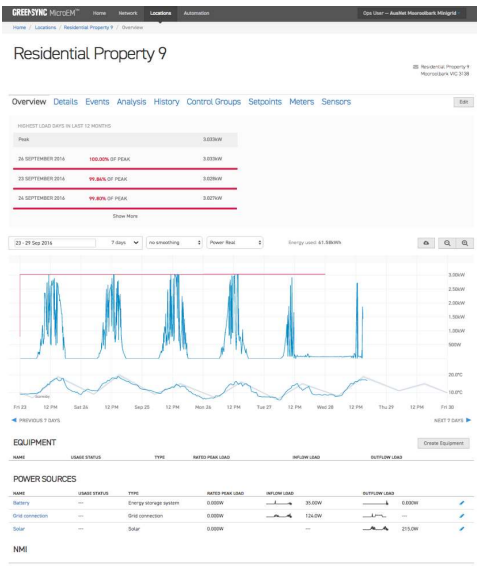 GREENSYNC MicroEM™ Home Network Locations Automation Ops User – AusNet Mooroolbark Minigrid
Home / Locations / Residential Property 9 / Overview
Residential Property 9
Residential Property 9
Mooroolbark VIC 3138
Overview Details Events Analysis History Control Groups Setpoints Meters Sensors Edit
HIGHEST LOAD DAYS IN LAST 12 MONTHS
Peak 3.033kW
26 SEPTEMBER 2016 100.00% OF PEAK 3.033kW
23 SEPTEMBER 2016 99.86% OF PEAK 3.028kW
24 SEPTEMBER 2016 99.80% OF PEAK 3.027kW
Show More
23 - 29 Sep 2016 7 days no smoothing Power Real Energy used: 61.58kWh
3.00kW
2.50kW
2.00kW
1.50kW
1.00kW
500W
20.0°C
10.0°C
Fri 23 12 PM Sat 24 12 PM Sep 25 12 PM Mon 26 12 PM Tue 27 12 PM Wed 28 12 PM Thu 29 12 PM Fri 30
PREVIOUS 7 DAYS NEXT 7 DAYS
EQUIPMENT Create Equipment
NAME USAGE STATUS TYPE RATED PEAK LOAD INFLOW LOAD OUTFLOW LOAD
POWER SOURCES
NAME USAGE STATUS TYPE RATED PEAK LOAD INFLOW LOAD OUTFLOW LOAD
Battery --- Energy storage system 0.000W 35.00W 0.000W
Grid connection --- Grid connection 0.000W 124.0W ---
Solar --- Solar 0.000W --- 215.0W
NMI